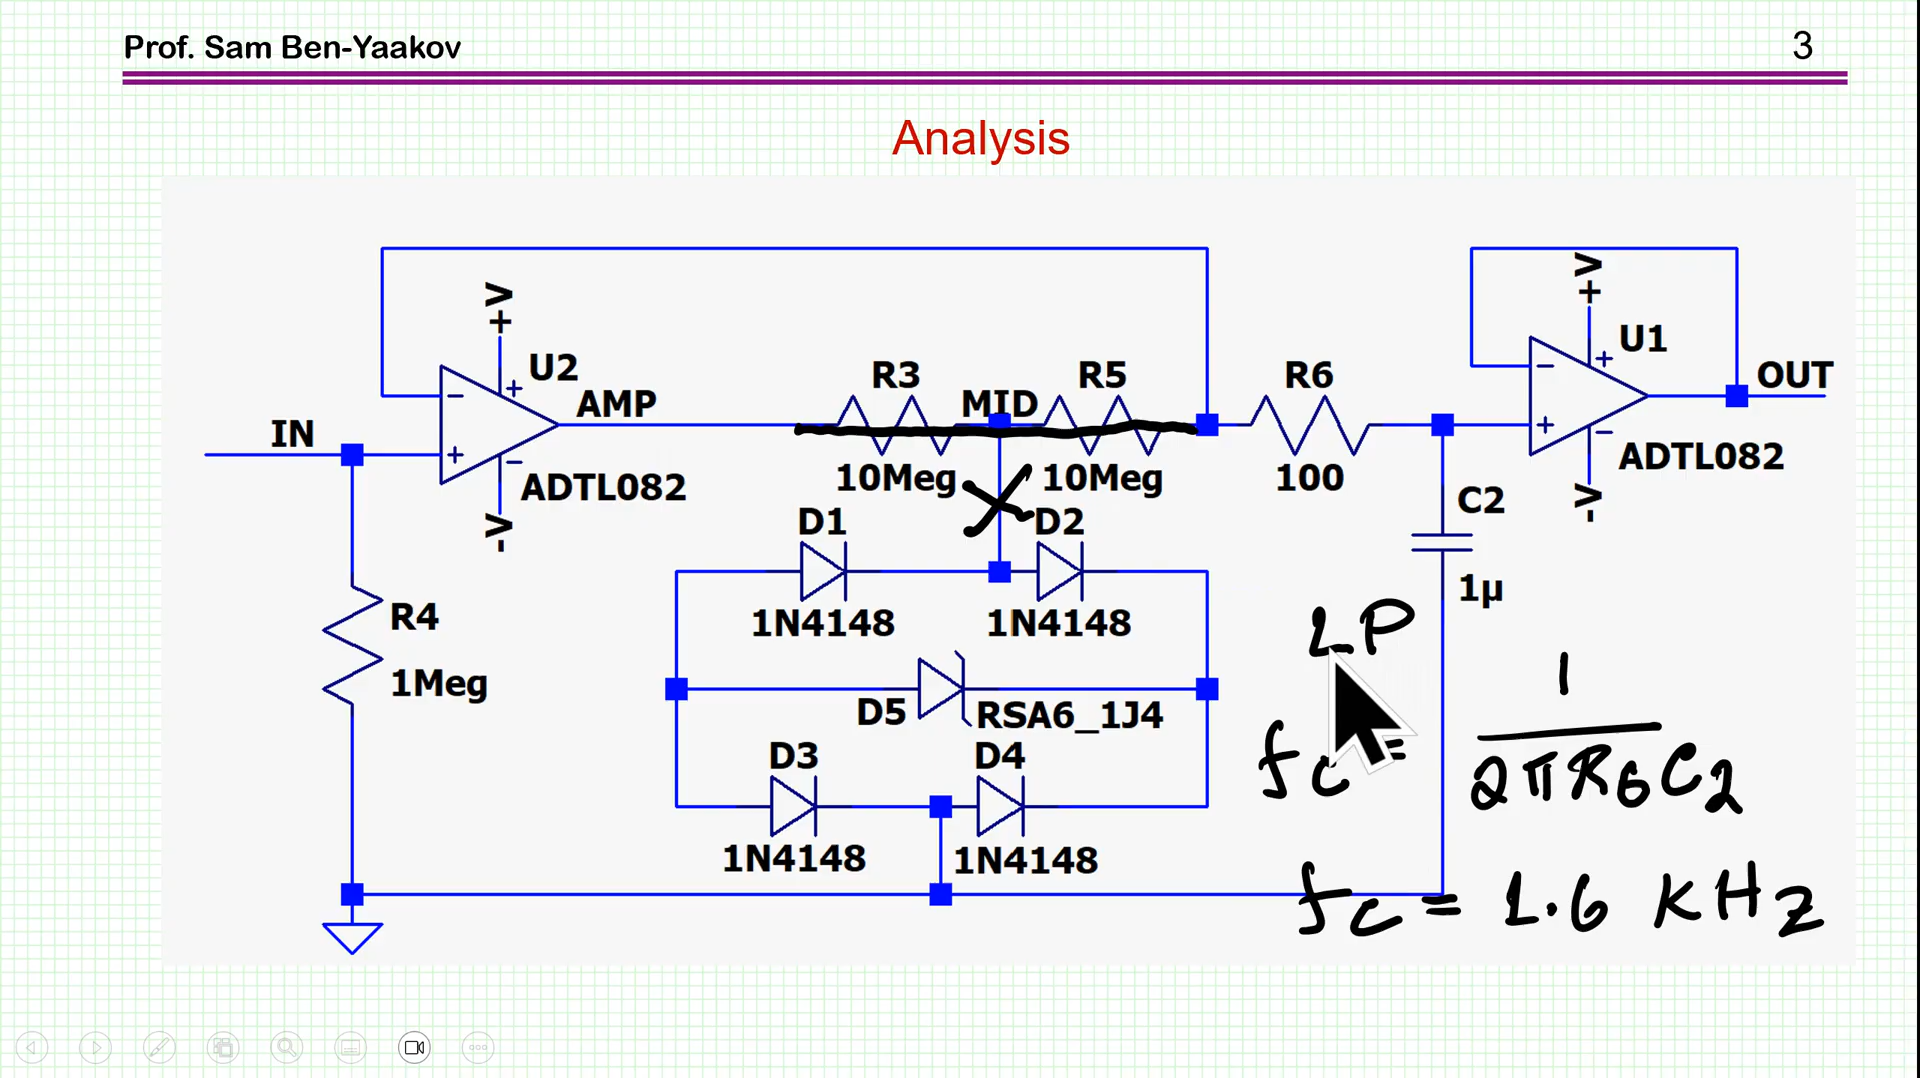 Prof. Sam Ben-Yaakov 3
Analysis
+V +V
U2 U1
R3 MID R5 R6 OUT
IN AMP
- + + - - + + -
10Meg 10Meg 100 ADTL082
-V ADTL082 -V
D1 D2 C2
R4 1N4148 1N4148 1µ
1Meg LP
D5 RSA6_1J4
D3 D4 fc = 1 / 2πR6C2
1N4148 1N4148
fc = 1.6 KHz